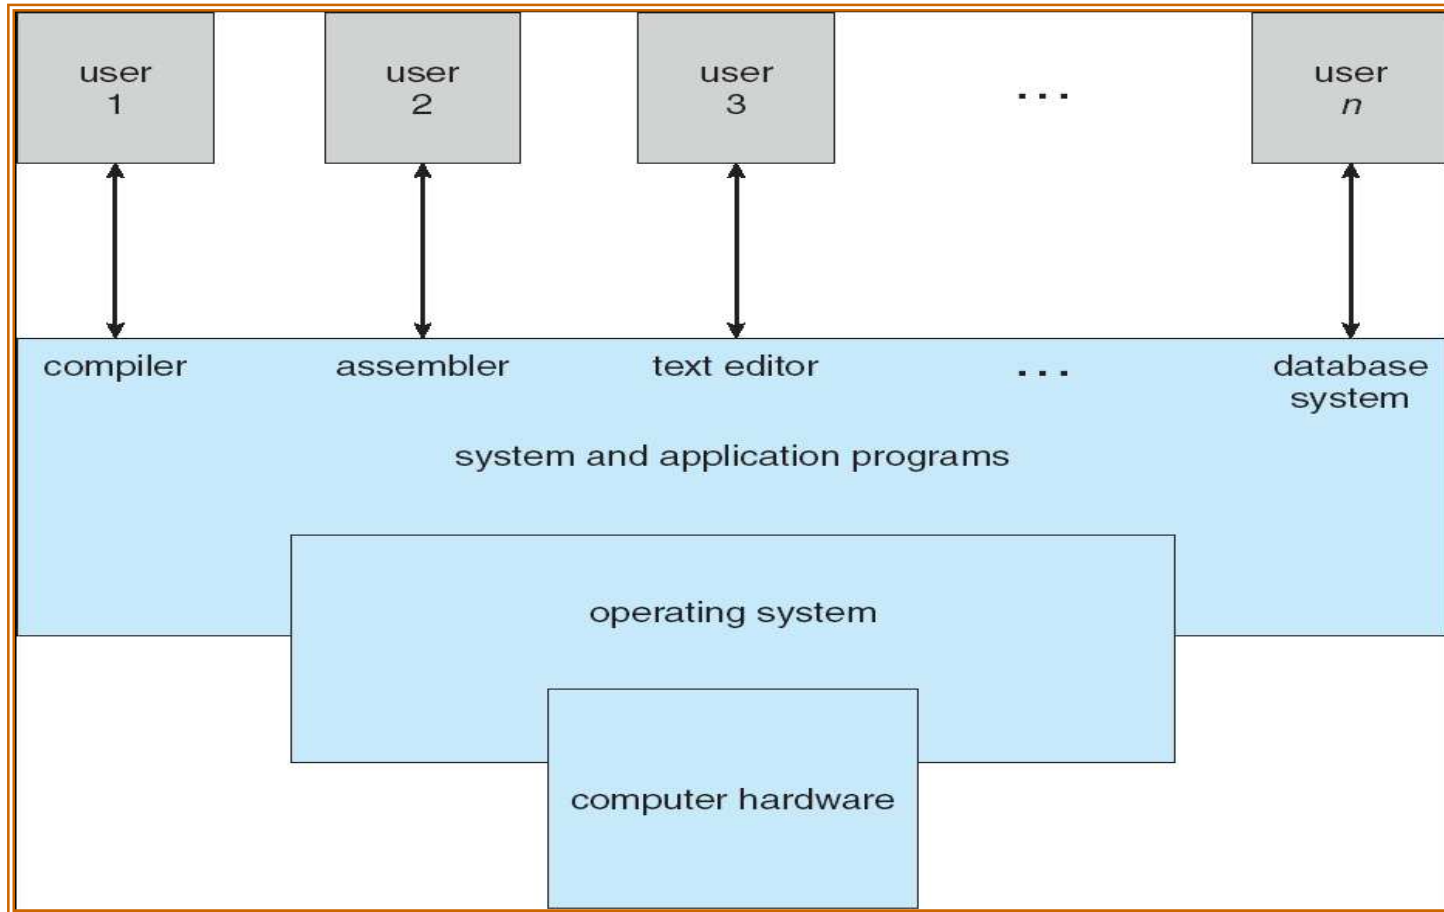 user
1
user
2
user
3
...
user
n
compiler
assembler
text editor
...
database
system
system and application programs
operating system
computer hardware